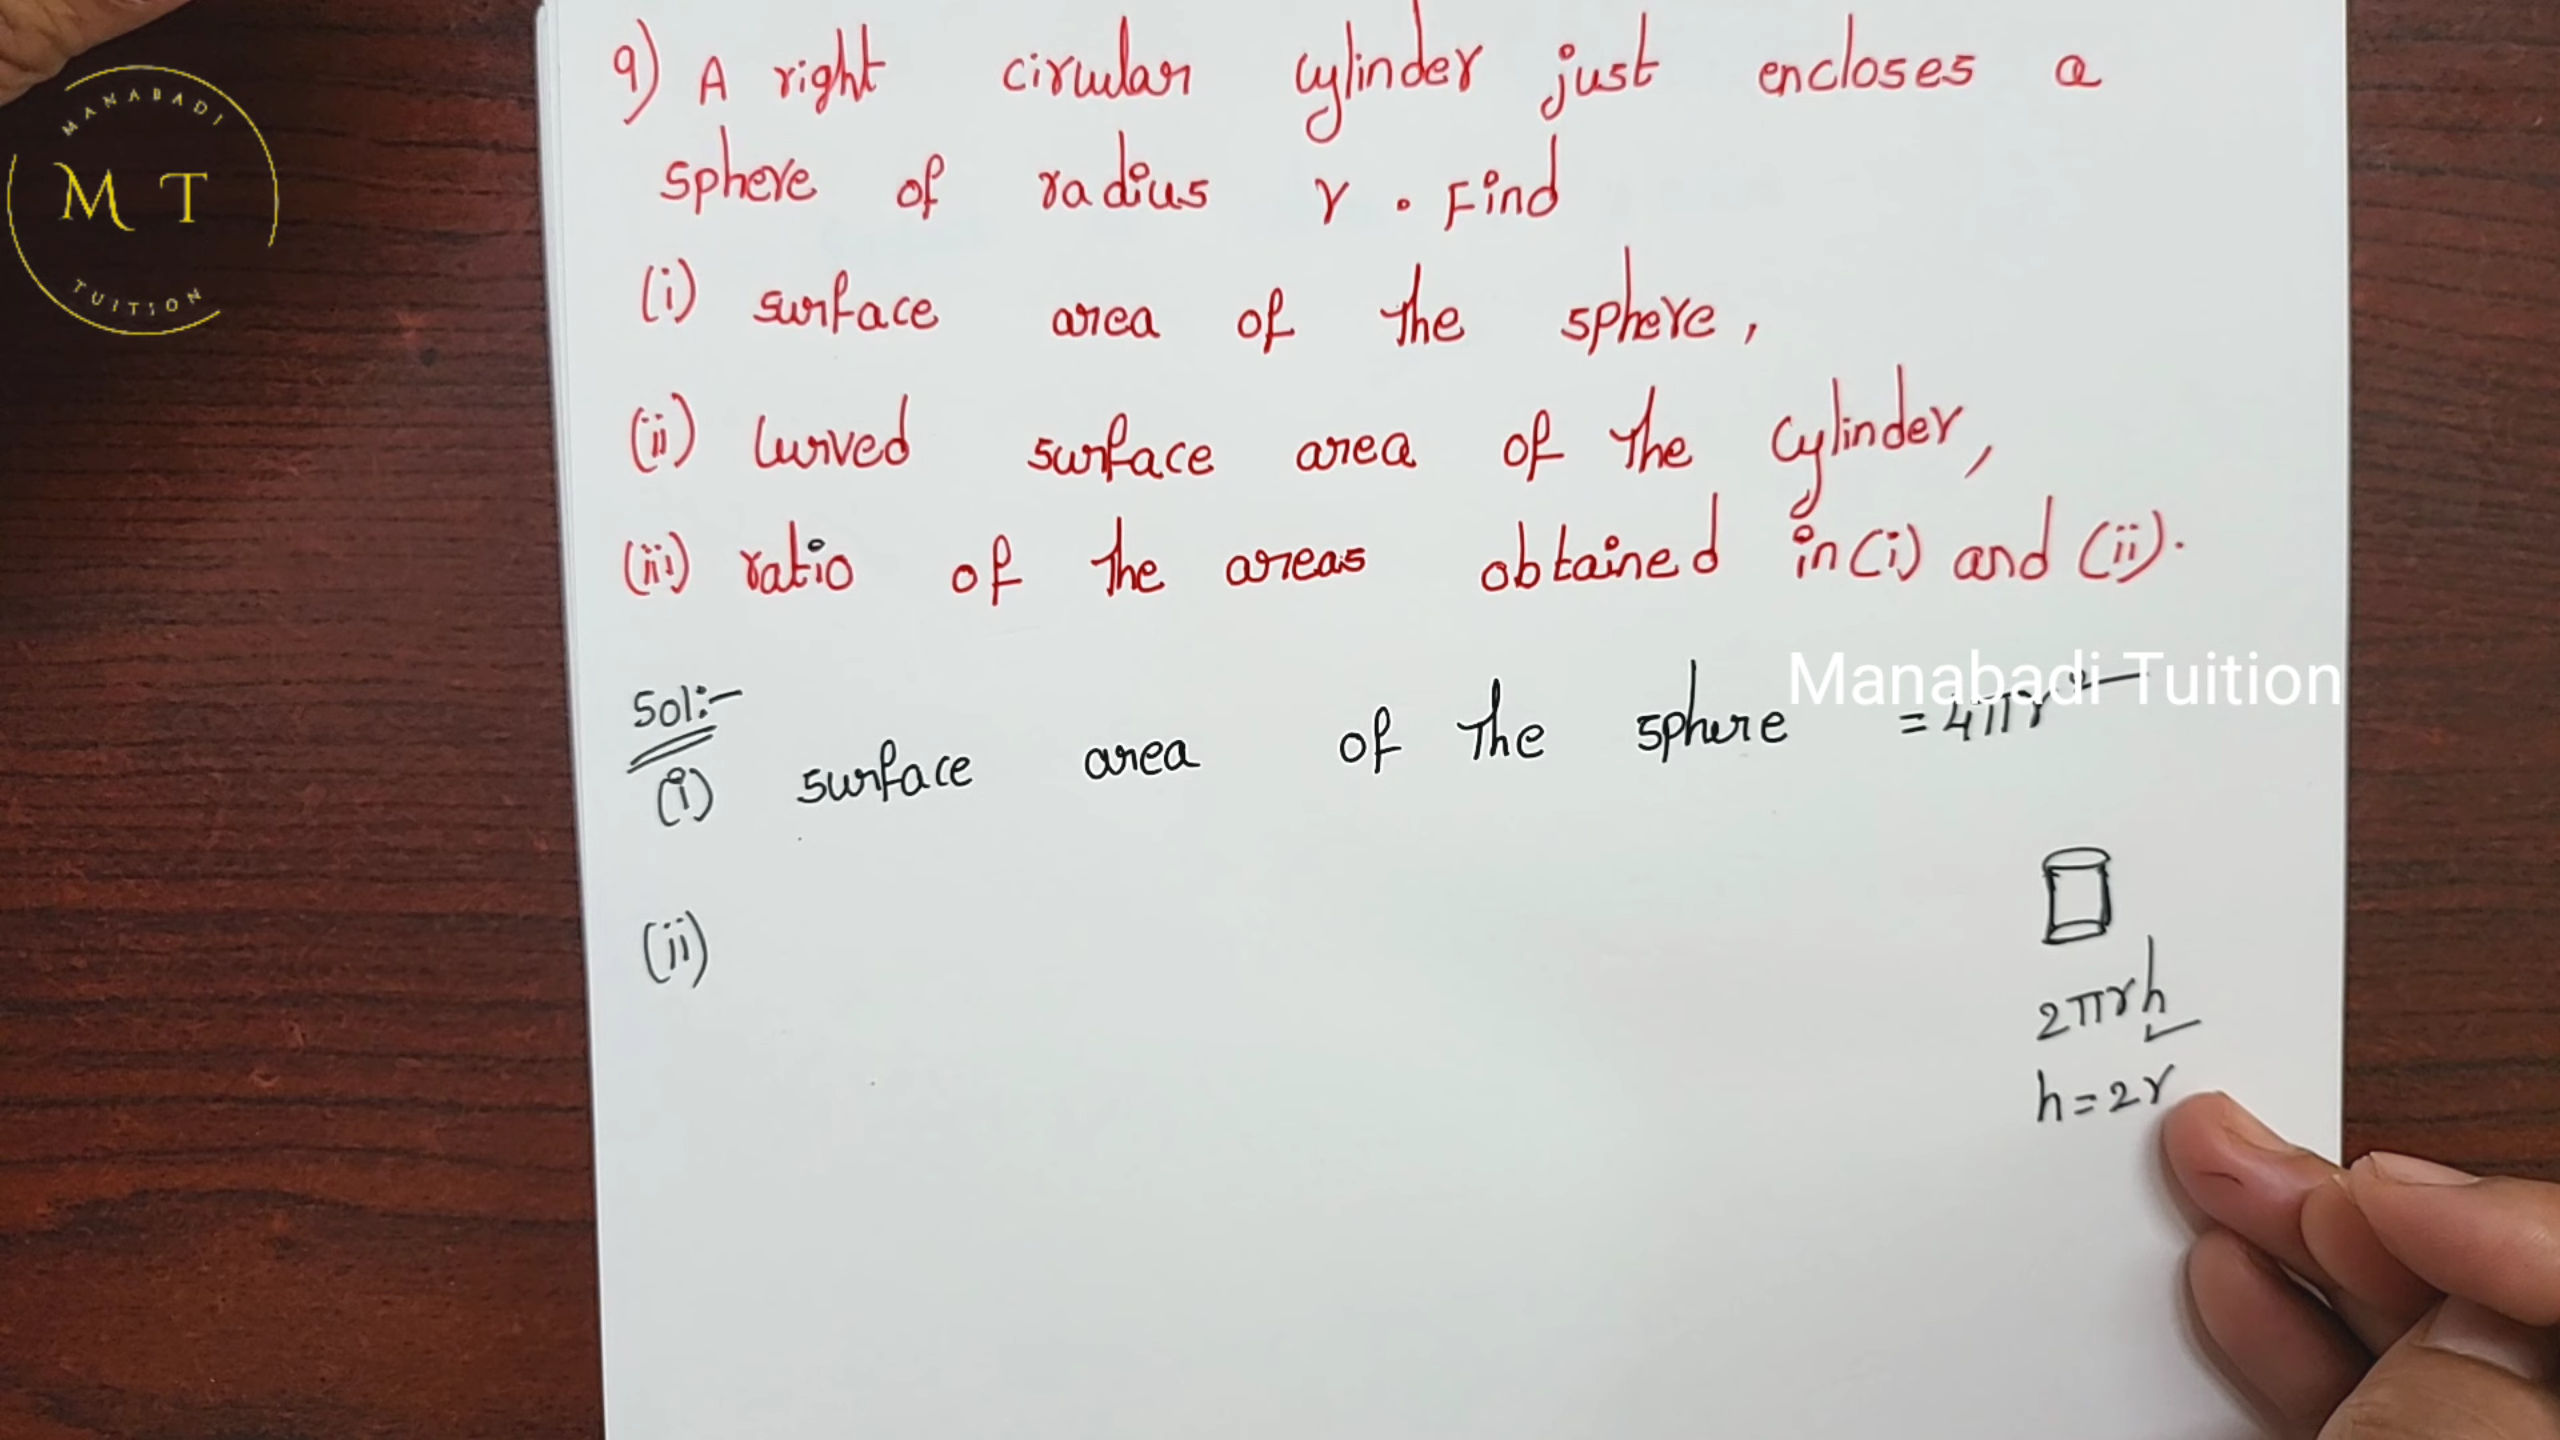 MANABADI
M T
TUITION
9) A right circular cylinder just encloses a
sphere of radius r. Find
(i) surface area of the sphere,
(ii) Curved surface area of the cylinder,
(iii) ratio of the areas obtained in (i) and (ii).
Manabadi Tuition
Sol:-
(i) surface area of the sphere = 4πr²
(ii)
2πrh
h=2r